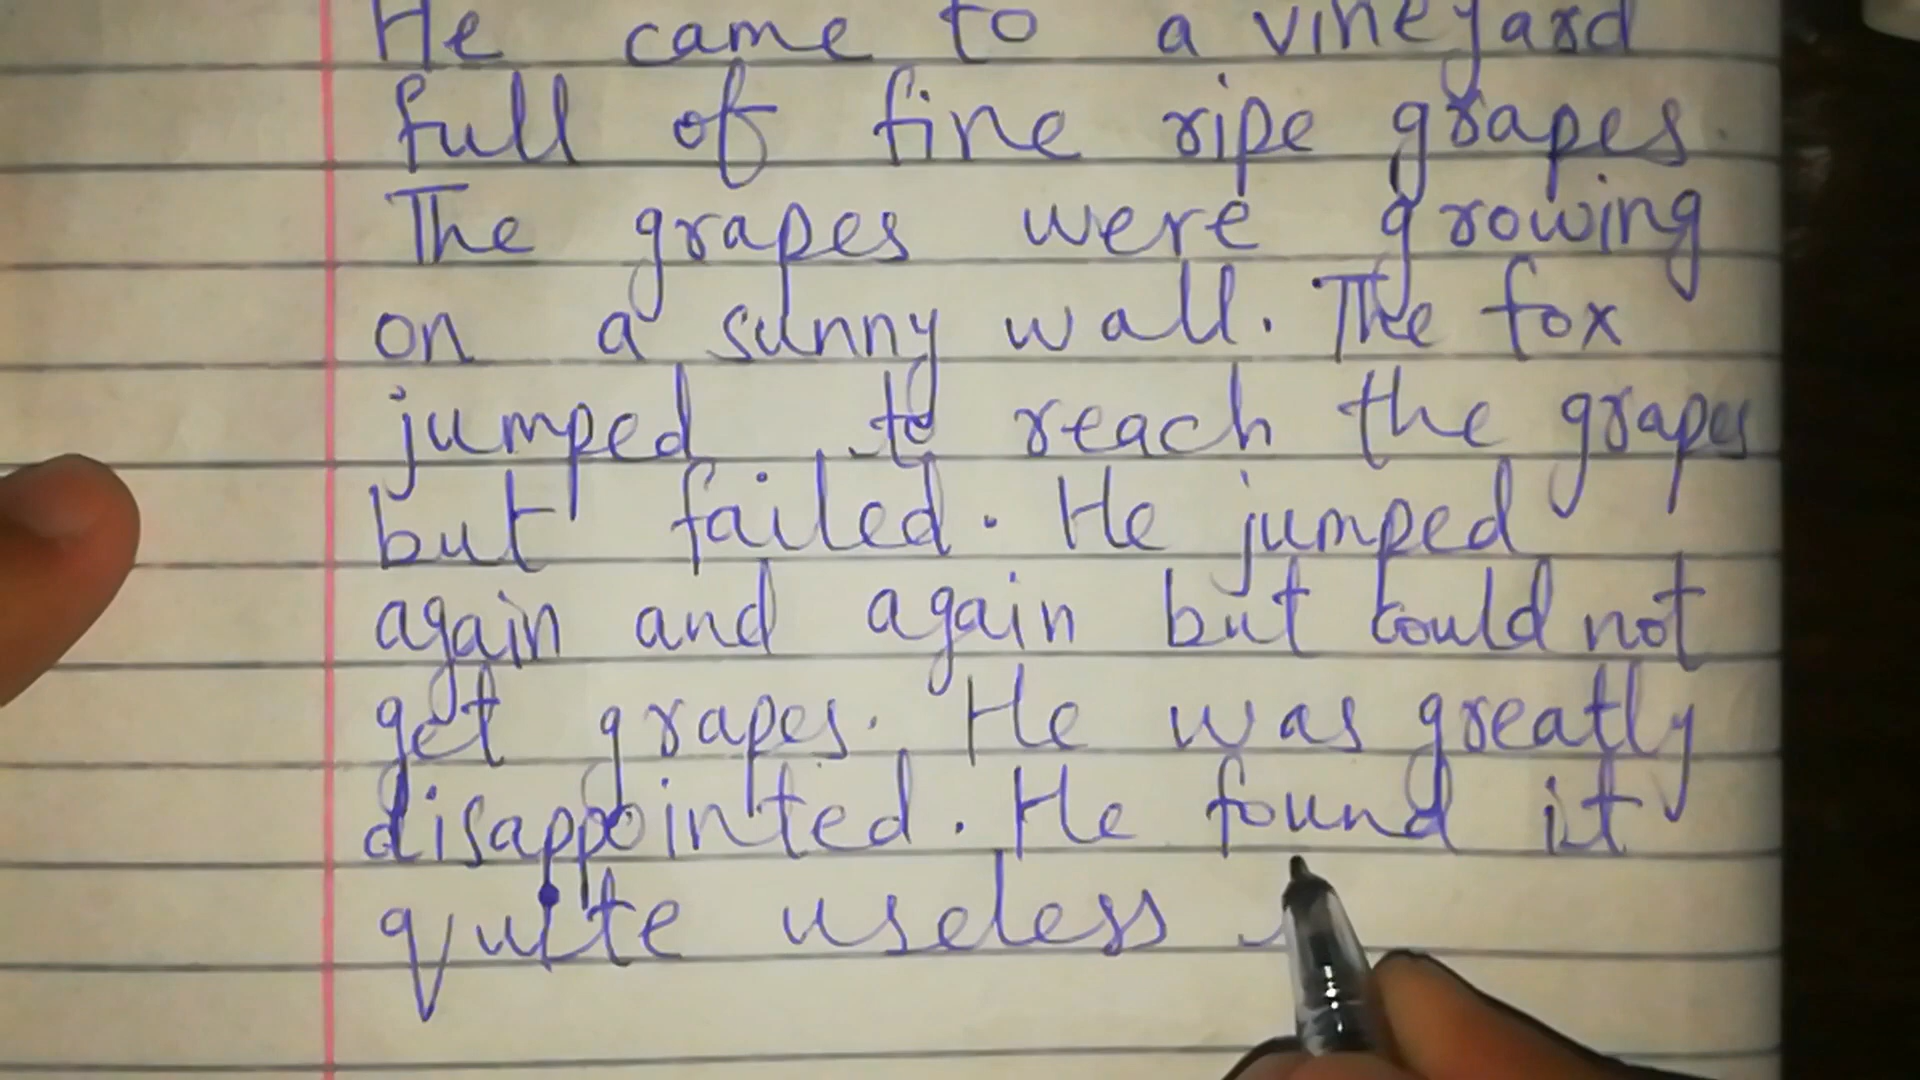 He came to a vineyard
full of fine ripe grapes.
The grapes were growing
on a sunny wall. The fox
jumped to reach the grapes
but failed. He jumped
again and again but could not
get grapes. He was greatly
disappointed. He found it
quite useless